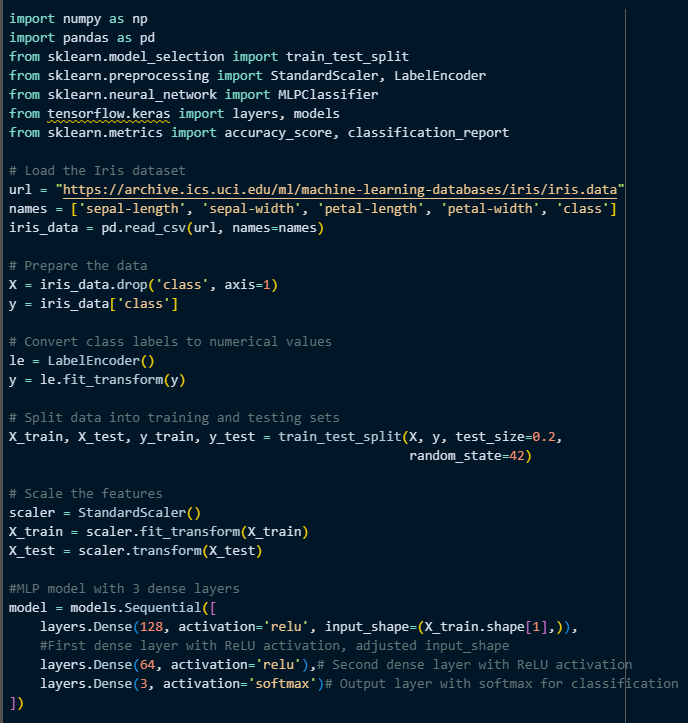 import numpy as np
import pandas as pd
from sklearn.model_selection import train_test_split
from sklearn.preprocessing import StandardScaler, LabelEncoder
from sklearn.neural_network import MLPClassifier
from tensorflow.keras import layers, models
from sklearn.metrics import accuracy_score, classification_report

# Load the Iris dataset
url = "https://archive.ics.uci.edu/ml/machine-learning-databases/iris/iris.data"
names = ['sepal-length', 'sepal-width', 'petal-length', 'petal-width', 'class']
iris_data = pd.read_csv(url, names=names)

# Prepare the data
X = iris_data.drop('class', axis=1)
y = iris_data['class']

# Convert class labels to numerical values
le = LabelEncoder()
y = le.fit_transform(y)

# Split data into training and testing sets
X_train, X_test, y_train, y_test = train_test_split(X, y, test_size=0.2,
                                                    random_state=42)

# Scale the features
scaler = StandardScaler()
X_train = scaler.fit_transform(X_train)
X_test = scaler.transform(X_test)

#MLP model with 3 dense layers
model = models.Sequential([
    layers.Dense(128, activation='relu', input_shape=(X_train.shape[1],)),
    #First dense layer with ReLU activation, adjusted input_shape
    layers.Dense(64, activation='relu'),# Second dense layer with ReLU activation
    layers.Dense(3, activation='softmax')# Output layer with softmax for classification
])